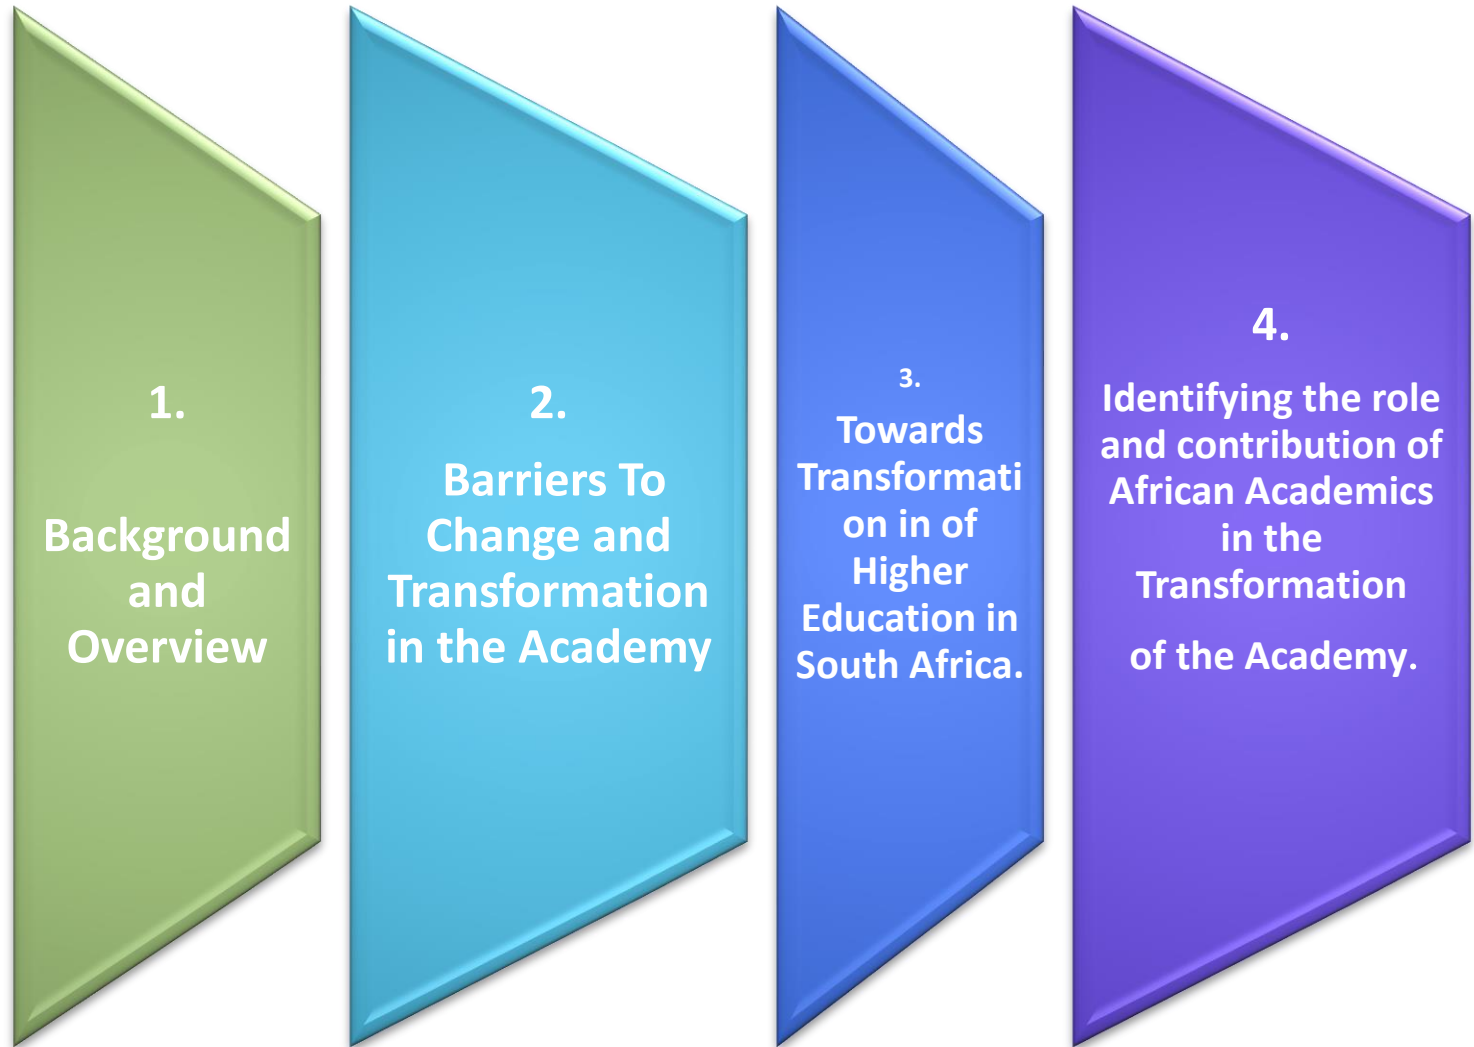 1.
Background
and
Overview
2.
Barriers To
Change and
Transformation
in the Academy
3.
Towards
Transformati
on in of
Higher
Education in
South Africa.
4.
Identifying the role
and contribution of
African Academics
in the
Transformation
of the Academy.